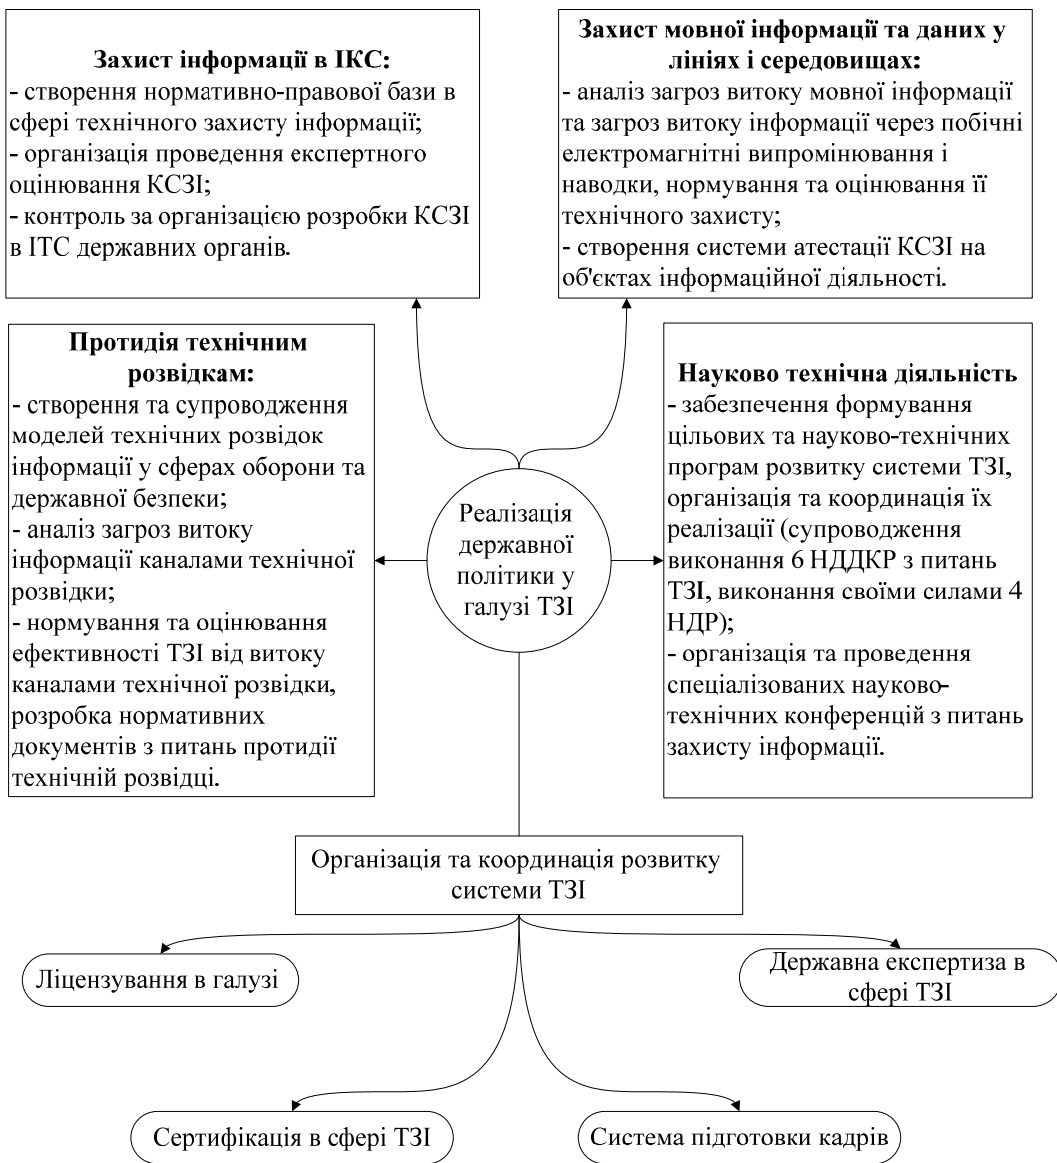 Захист інформації в ІКС:
- створення нормативно-правової бази в
сфері технічного захисту інформації;
- організація проведення експертного
оцінювання КСЗІ;
- контроль за організацією розробки КСЗІ
в ІТС державних органів.
Захист мовної інформації та даних у
лініях і середовищах:
- аналіз загроз витоку мовної інформації
та загроз витоку інформації через побічні
електромагнітні випромінювання і
наводки, нормування та оцінювання її
технічного захисту;
- створення системи атестації КСЗІ на
об'єктах інформаційної діяльності.
Протидія технічним
розвідкам:
- створення та супроводження
моделей технічних розвідок
інформації у сферах оборони та
державної безпеки;
- аналіз загроз витоку
інформації каналами технічної
розвідки;
- нормування та оцінювання
ефективності ТЗІ від витоку
каналами технічної розвідки,
розробка нормативних
документів з питань протидії
технічній розвідці.
Реалізація
державної
політики у
галузі ТЗІ
Науково технічна діяльність
- забезпечення формування
цільових та науково-технічних
програм розвитку системи ТЗІ,
організація та координація їх
реалізації (супроводження
виконання 6 НДДКР з питань
ТЗІ, виконання своїми силами 4
НДР);
- організація та проведення
спеціалізованих науково-
технічних конференцій з питань
захисту інформації.
Організація та координація розвитку
системи ТЗІ
Ліцензування в галузі
Державна експертиза в
сфері ТЗІ
Сертифікація в сфері ТЗІ
Система підготовки кадрів